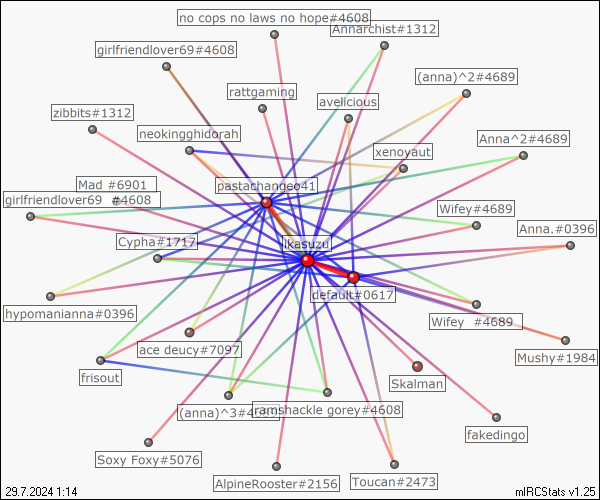 no cops no laws no hope#4608
Annarchist#1312
girlfriendlover69#4608
(anna)^2#4689
rattgaming
avelicious
zibbits#1312
neokingghidorah
Anna^2#4689
xenoyaut
Mad #6901
pastachangeo41
girlfriendlover69 #4608
Wifey#4689
Anna.#0396
Cypha#1717
ikasuzu
default#0617
hypomanianna#0396
Wifey #4689
ace deucy#7097
Mushy#1984
frisout
Skalman
(anna)^3#4689
ramshackle gorey#4608
fakedingo
Soxy Foxy#5076
AlpineRooster#2156
Toucan#2473
29.7.2024 1:14
mIRCStats v1.25